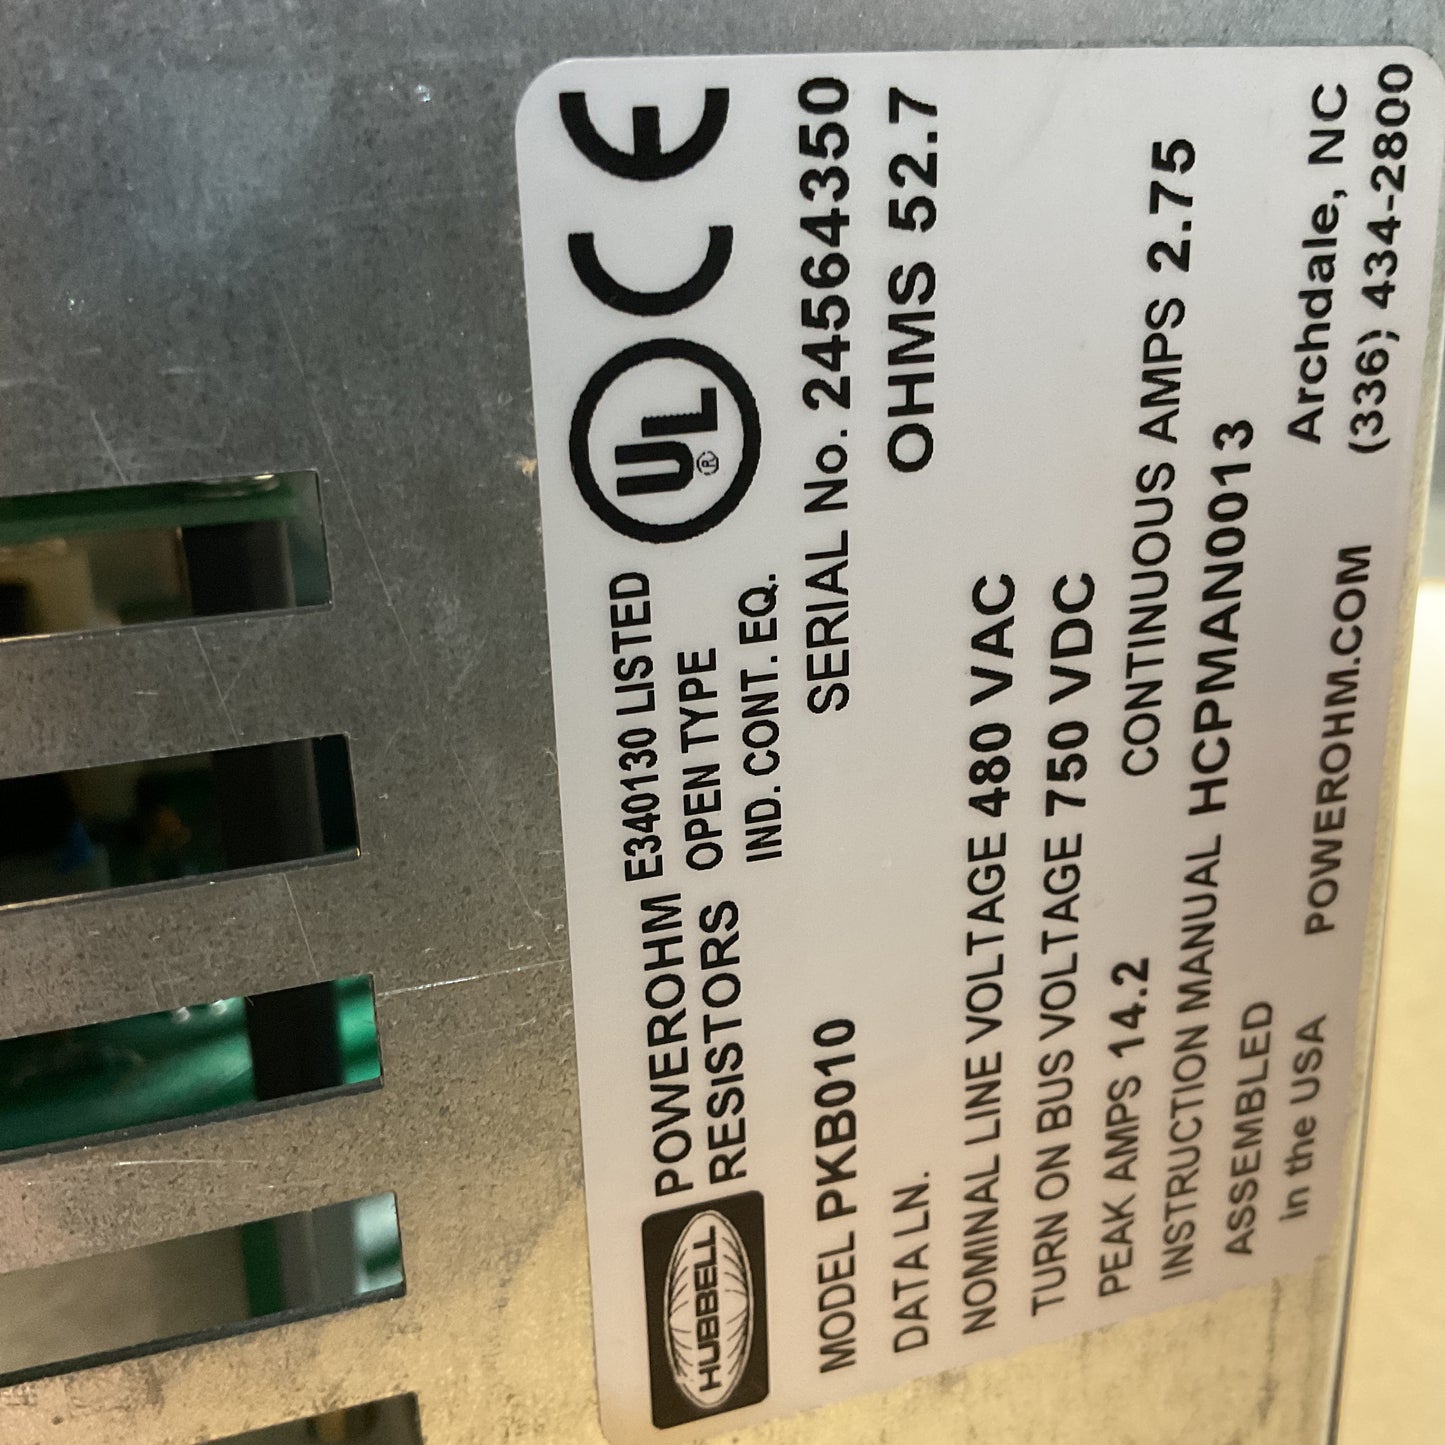 HUBBELL
POWEROHM E340130 LISTED
RESISTORS OPEN TYPE
IND. CONT. EQ.
UL ® CE
MODEL PKB010 SERIAL No. 24564350
DATA LN. OHMS 52.7
NOMINAL LINE VOLTAGE 480 VAC
TURN ON BUS VOLTAGE 750 VDC
PEAK AMPS 14.2 CONTINUOUS AMPS 2.75
INSTRUCTION MANUAL HCPMAN0013
ASSEMBLED Archdale, NC
in the USA POWEROHM.COM (336) 434-2800